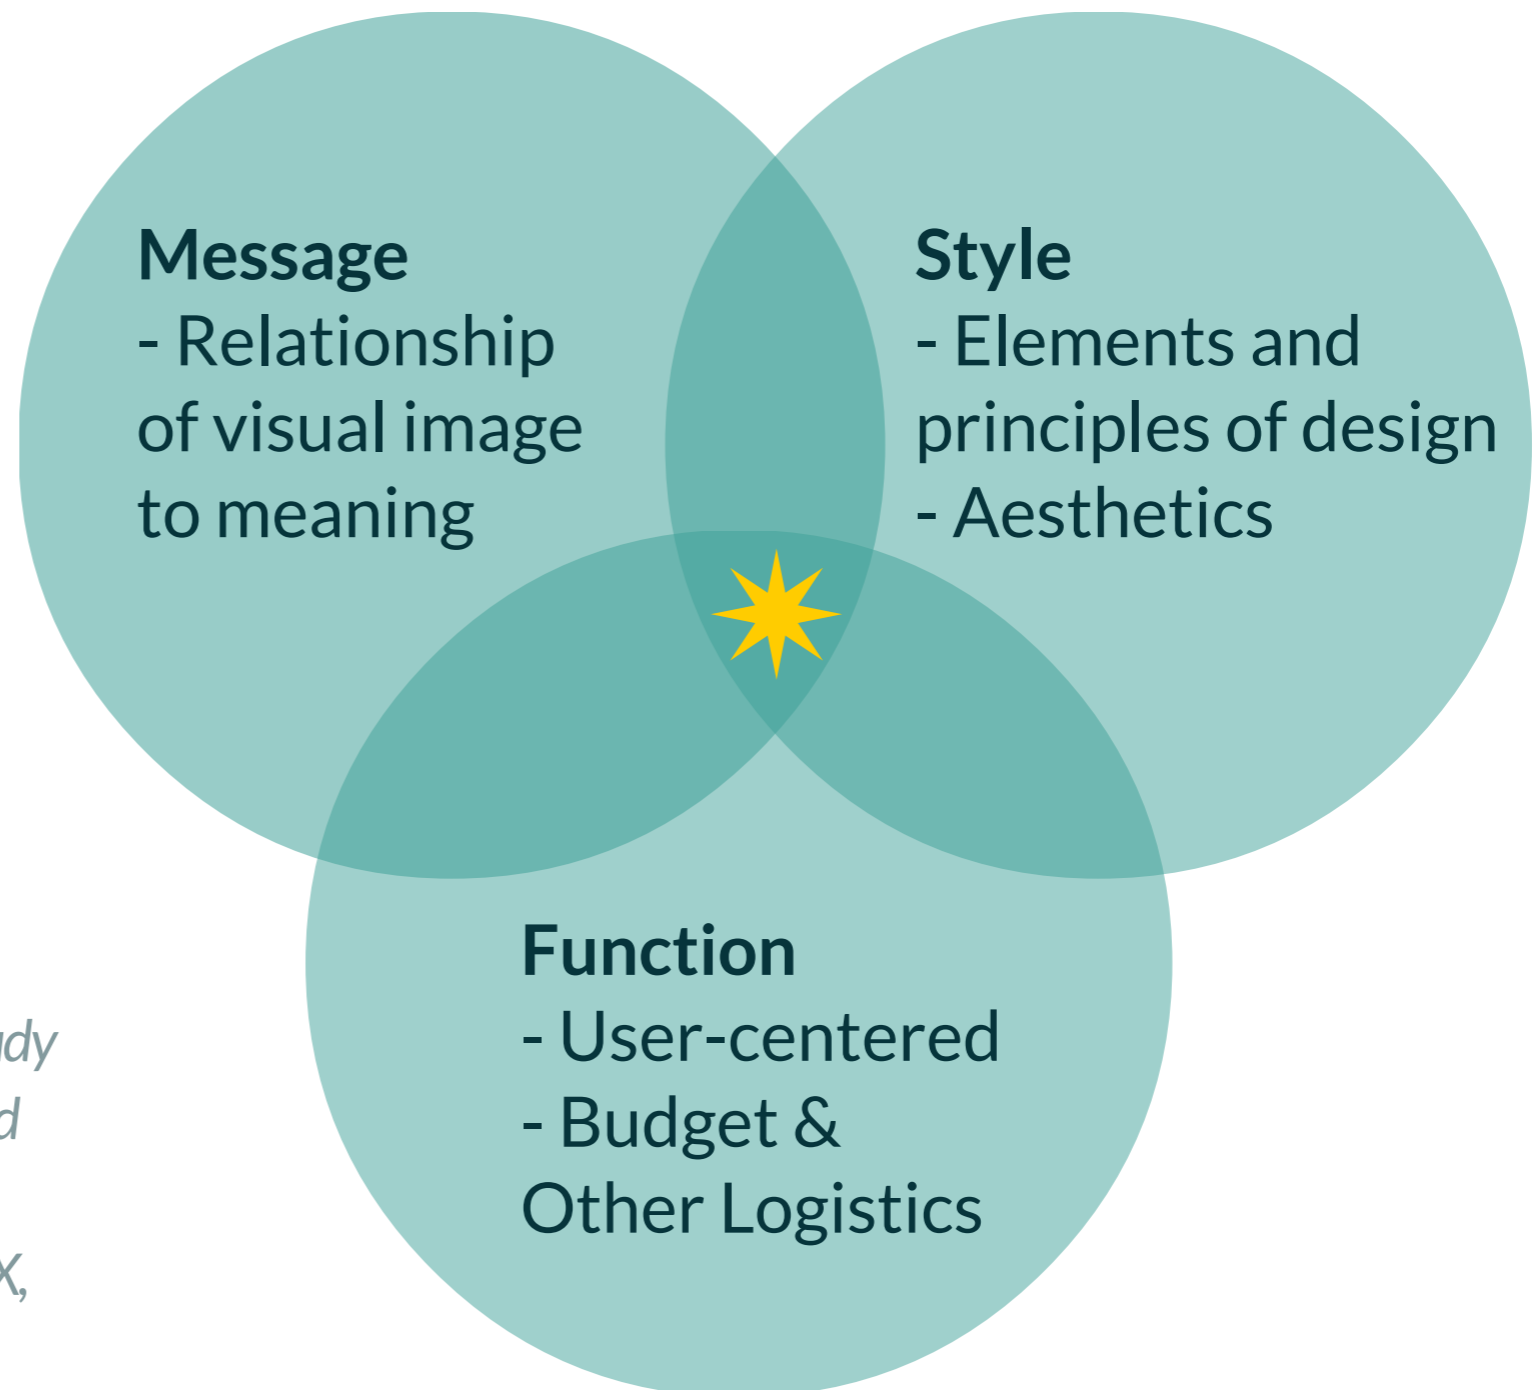 Message
- Relationship
of visual image
to meaning
Style
- Elements and
principles of design
- Aesthetics
Function
- User-centered
- Budget &
Other Logistics